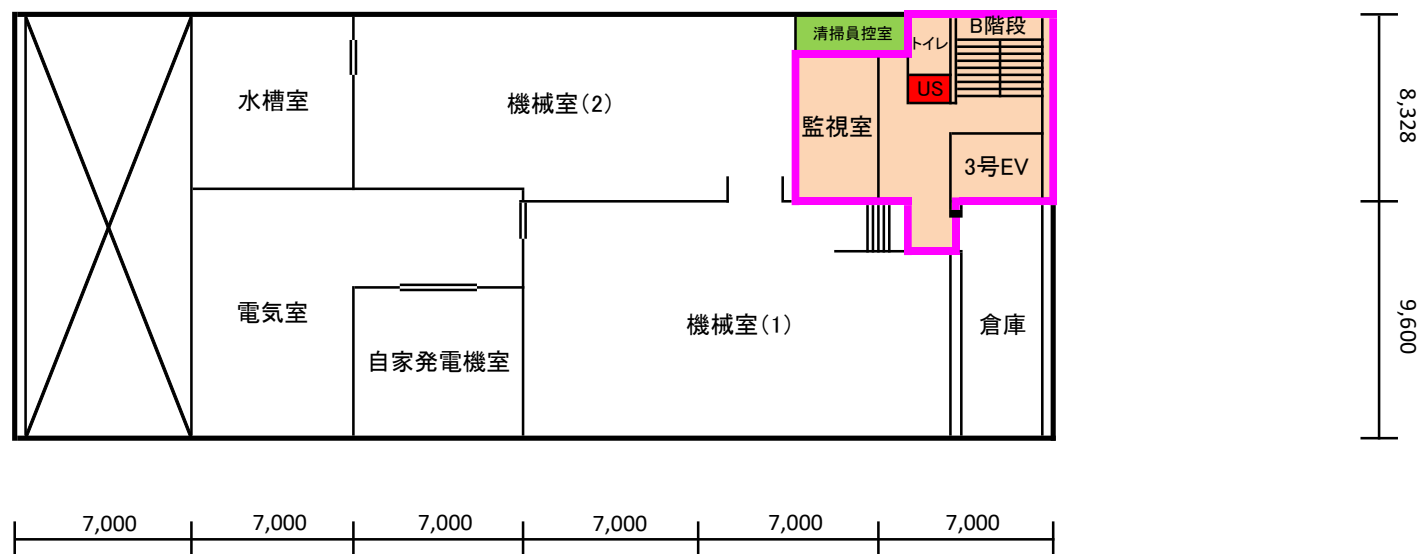 清掃員控室
トイレ
B階段
US
水槽室
機械室(2)
監視室
3号EV
8,328
電気室
機械室(1)
倉庫
9,600
自家発電機室
7,000
7,000
7,000
7,000
7,000
7,000